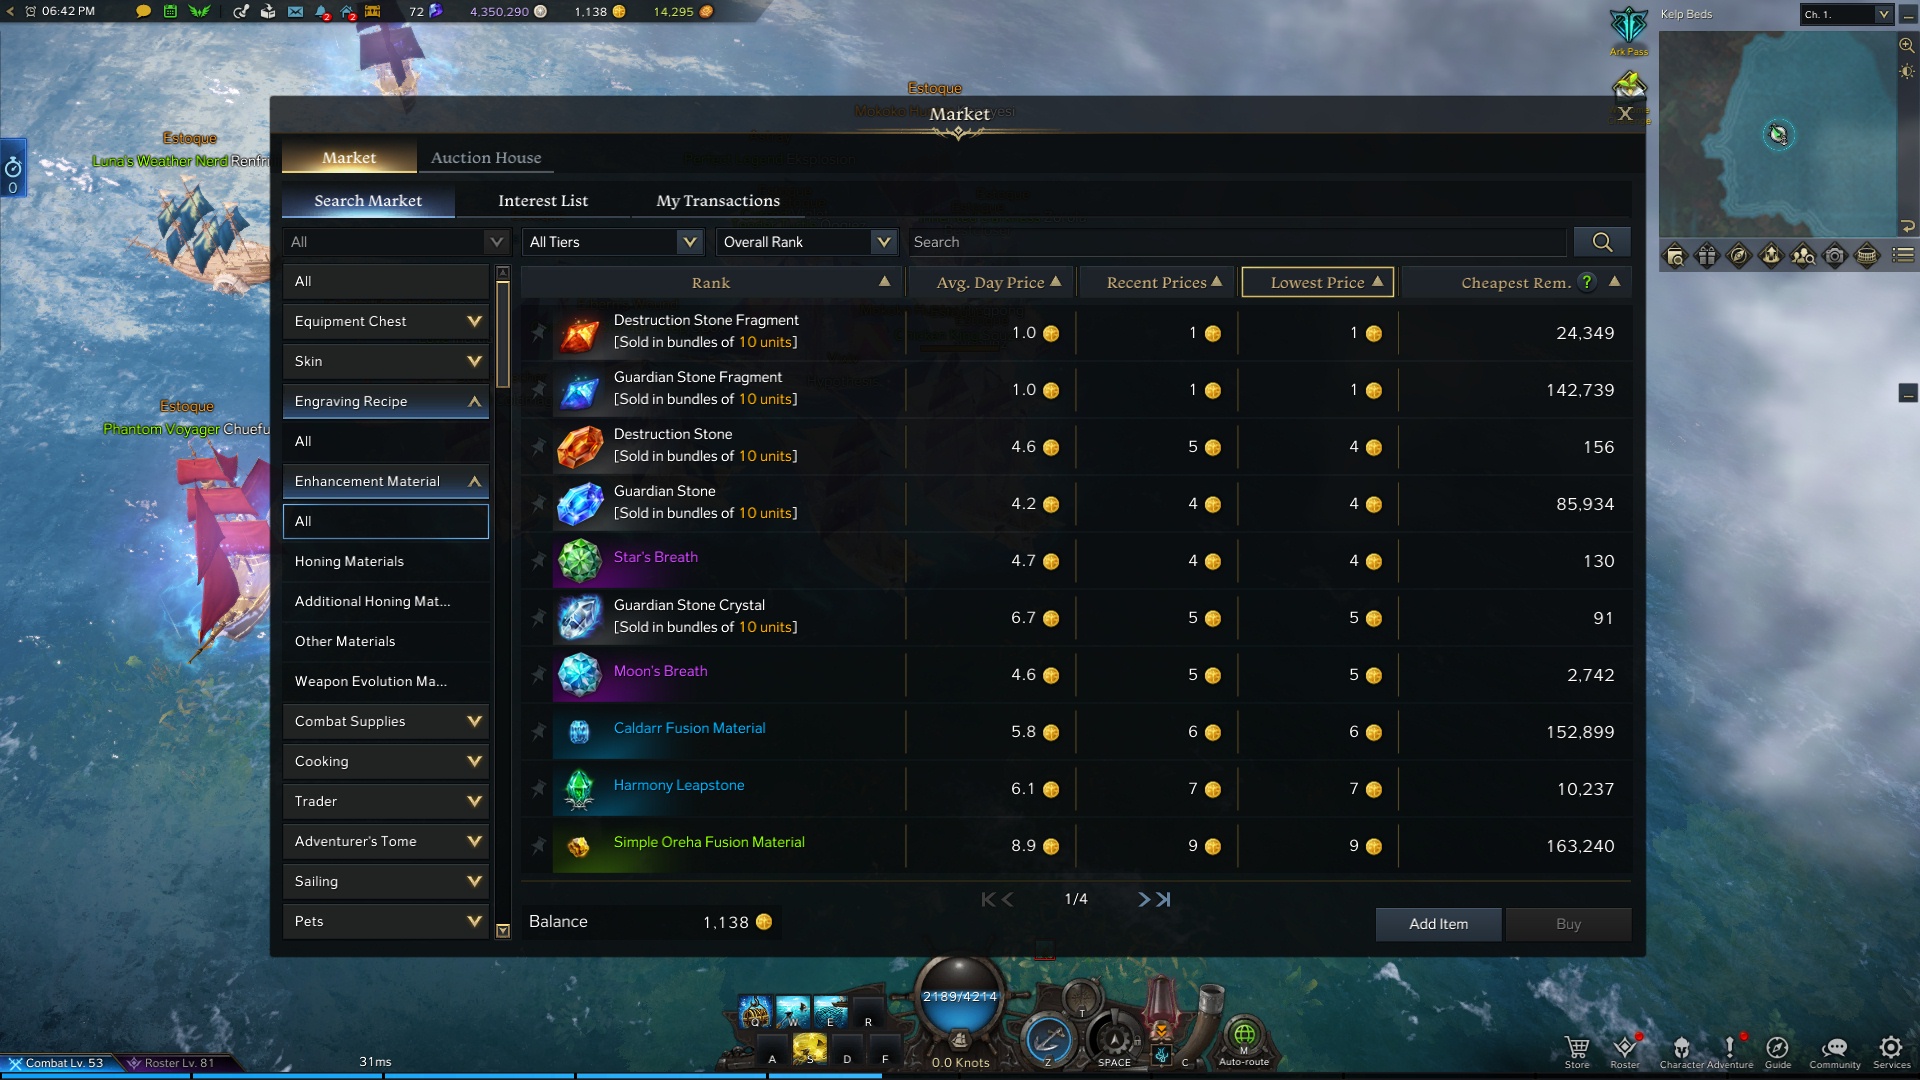 06:42 PM
2
2
72
4,350,290
1,138
14,295
Ark Pass
Kelp Beds
Ch. 1.
Estoque
Market
X
Estoque
Luna's Weather Nerd Renfri
0
Estoque
Phantom Voyager Chuefu
Market
Auction House
Search Market
Interest List
My Transactions
All
All Tiers
Overall Rank
Search
All
Equipment Chest
Skin
Engraving Recipe
All
Enhancement Material
All
Honing Materials
Additional Honing Mat...
Other Materials
Weapon Evolution Ma...
Combat Supplies
Cooking
Trader
Adventurer's Tome
Sailing
Pets
Rank
Avg. Day Price
Recent Prices
Lowest Price
Cheapest Rem. ?
Destruction Stone Fragment
[Sold in bundles of 10 units]
1.0
1
1
24,349
Guardian Stone Fragment
[Sold in bundles of 10 units]
1.0
1
1
142,739
Destruction Stone
[Sold in bundles of 10 units]
4.6
5
4
156
Guardian Stone
[Sold in bundles of 10 units]
4.2
4
4
85,934
Star's Breath
4.7
4
4
130
Guardian Stone Crystal
[Sold in bundles of 10 units]
6.7
5
5
91
Moon's Breath
4.6
5
5
2,742
Caldarr Fusion Material
5.8
6
6
152,899
Harmony Leapstone
6.1
7
7
10,237
Simple Oreha Fusion Material
8.9
9
9
163,240
1/4
Balance
1,138
Add Item
Buy
2189/4214
Q
W
E
R
A
S
D
F
0.0 Knots
Z
T
SPACE
C
M
Auto-route
Combat Lv. 53
Roster Lv. 81
31ms
Store
Roster
Character
Adventure
Guide
Community
Services